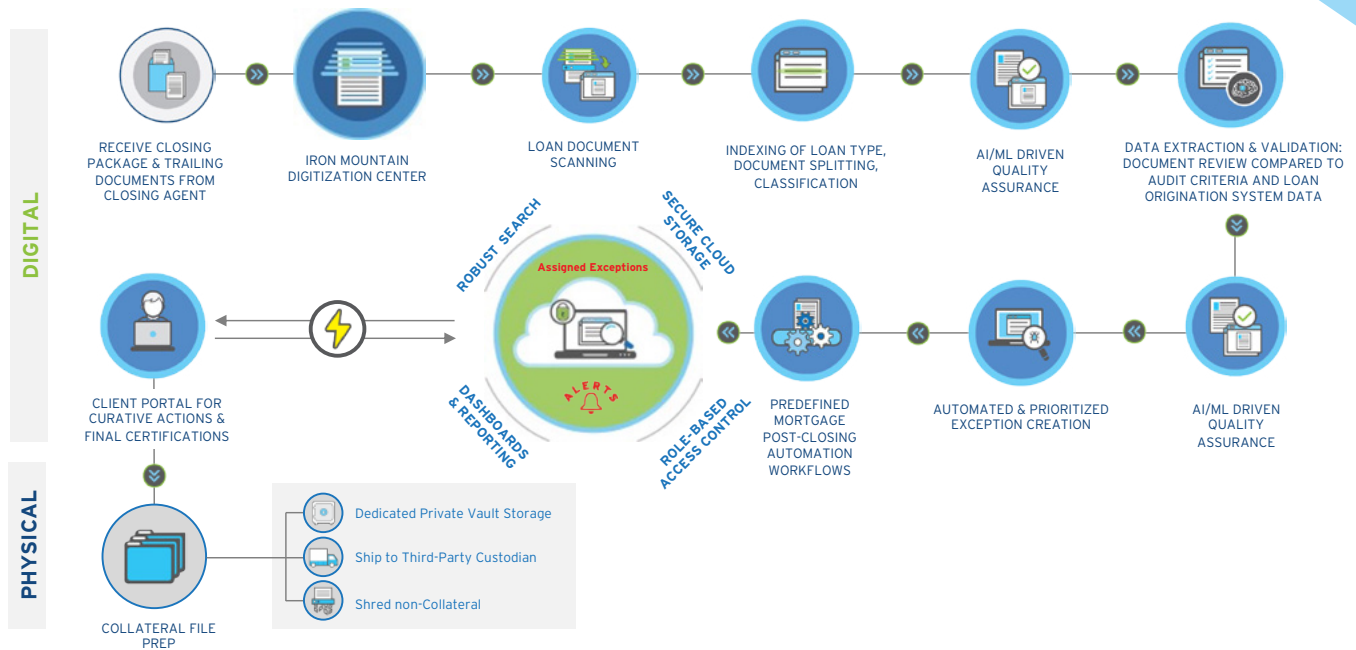 DIGITAL
RECEIVE CLOSING
PACKAGE & TRAILING
DOCUMENTS FROM
CLOSING AGENT
IRON MOUNTAIN
DIGITIZATION CENTER
LOAN DOCUMENT
SCANNING
INDEXING OF LOAN TYPE,
DOCUMENT SPLITTING,
CLASSIFICATION
AI/ML DRIVEN
QUALITY
ASSURANCE
DATA EXTRACTION & VALIDATION:
DOCUMENT REVIEW COMPARED TO
AUDIT CRITERIA AND LOAN
ORIGINATION SYSTEM DATA
AI/ML DRIVEN
QUALITY
ASSURANCE
AUTOMATED & PRIORITIZED
EXCEPTION CREATION
PREDEFINED
MORTGAGE
POST-CLOSING
AUTOMATION
WORKFLOWS
ROBUST SEARCH
SECURE CLOUD
STORAGE
Assigned Exceptions
ALERTS
DASHBOARDS
& REPORTING
ROLE-BASED
ACCESS CONTROL
CLIENT PORTAL FOR
CURATIVE ACTIONS &
FINAL CERTIFICATIONS
PHYSICAL
COLLATERAL FILE
PREP
Dedicated Private Vault Storage
Ship to Third-Party Custodian
Shred non-Collateral